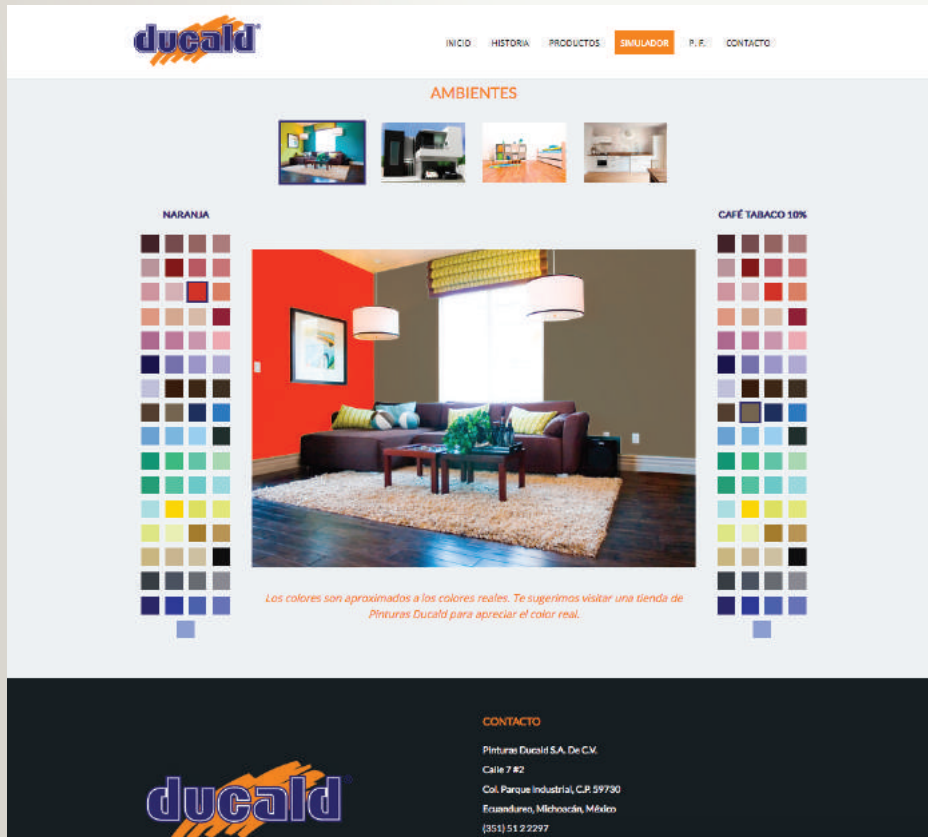 ducald
INICIO HISTORIA PRODUCTOS SIMULADOR P. F. CONTACTO
AMBIENTES
NARANJA
CAFÉ TABACO 10%
Los colores son aproximados a los colores reales. Te sugerimos visitar una tienda de
Pinturas Ducald para apreciar el color real.
ducald
CONTACTO
Pinturas Ducald S.A. De C.V.
Calle 7 #2
Col. Parque Industrial, C.P. 59730
Ecuandureo, Michoacán, México
(351) 51 2 2297